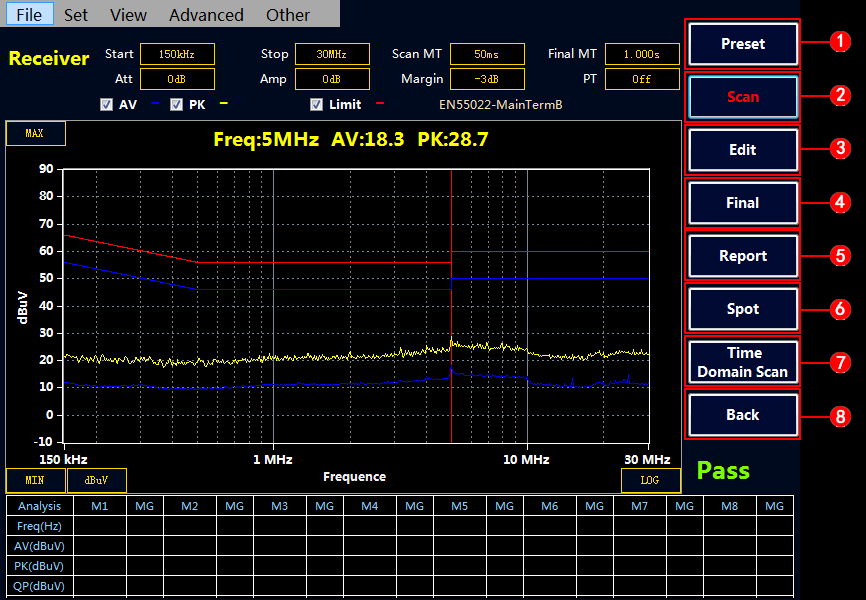 File Set View Advanced Other
Receiver Start 150kHz Stop 30MHz Scan MT 50ms Final MT 1.000s
Att 0dB Amp 0dB Margin -3dB PT Off
AV PK Limit EN55022-MainTermB
MAX Freq:5MHz AV:18.3 PK:28.7
90
80
70
60
50
40
30
20
10
0
-10
dBuV
150 kHz 1 MHz 10 MHz 30 MHz
MIN dBuV Frequence LOG
Preset 1
Scan 2
Edit 3
Final 4
Report 5
Spot 6
Time
Domain Scan 7
Back 8
Pass
Analysis M1 MG M2 MG M3 MG M4 MG M5 MG M6 MG M7 MG M8 MG
Freq(Hz)
AV(dBuV)
PK(dBuV)
QP(dBuV)